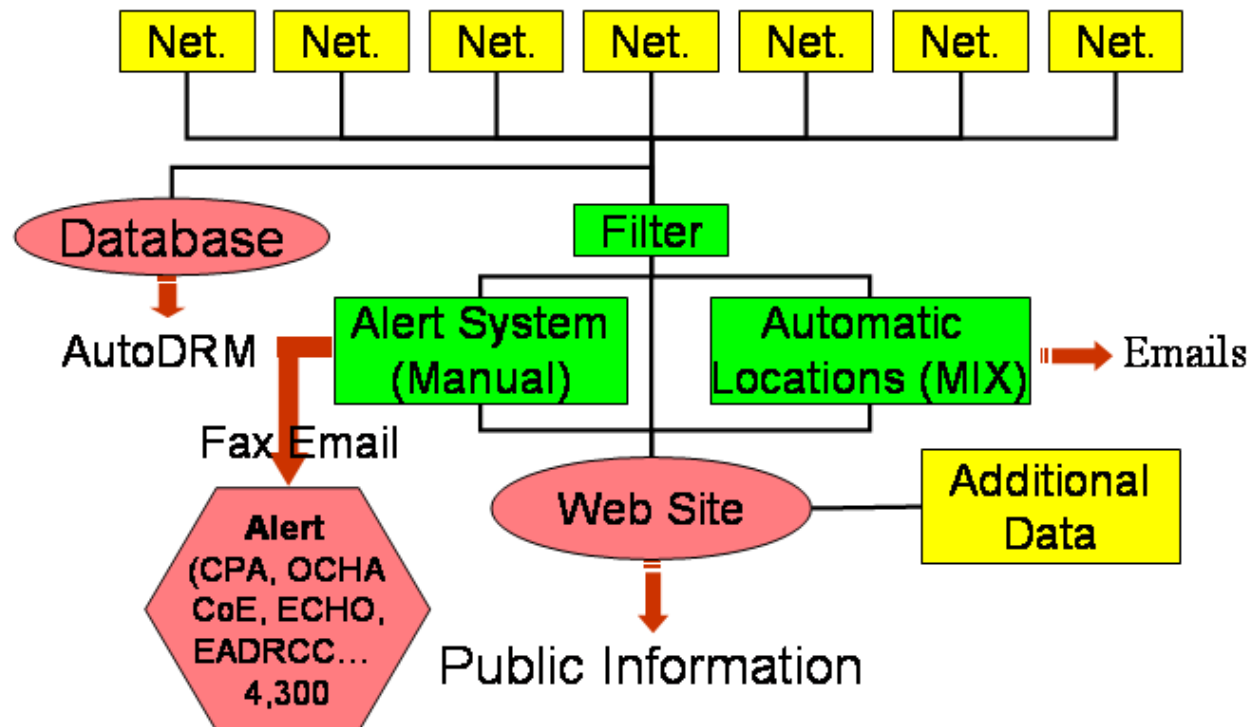 Net. Net. Net. Net. Net. Net. Net.
Database
Filter
AutoDRM
Alert System
(Manual)
Automatic
Locations (MIX)
Emails
Fax Email
Web Site
Additional
Data
Alert
(CPA, OCHA
CoE, ECHO,
EADRCC...
4,300
Public Information